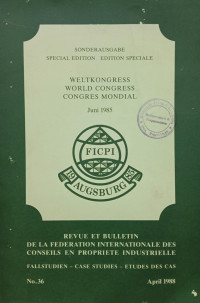 SONDERAUSGABE
SPECIAL EDITION EDITION SPECIALE
WELTKONGRESS
WORLD CONGRESS
CONGRES MONDIAL
Juni 1985
FICPI
19 AUGSBURG 85
REVUE ET BULLETIN
DE LA FEDERATION INTERNATIONALE DES
CONSEILS EN PROPRIETE INDUSTRIELLE
FALLSTUDIEN – CASE STUDIES – ETUDES DES CAS
No. 36 April 1988